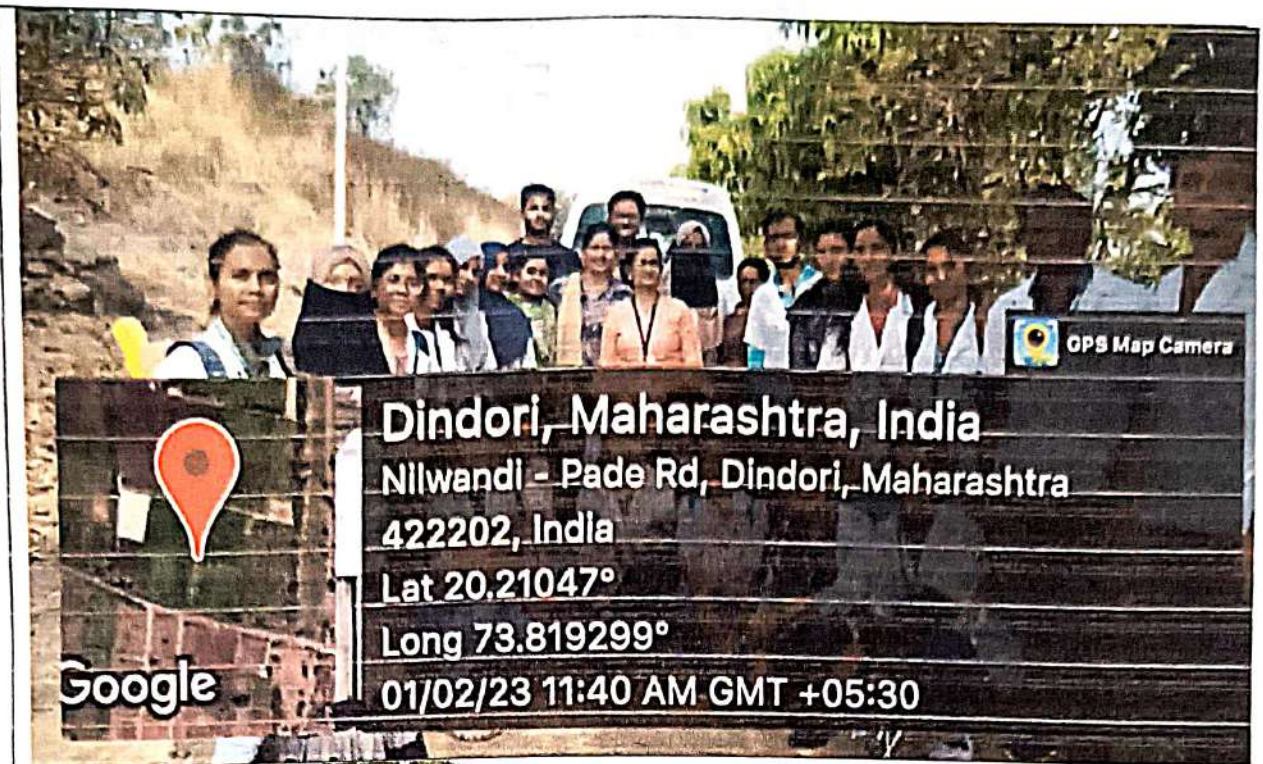 GPS Map Camera
Dindori, Maharashtra, India
Nilwandi - Pade Rd, Dindori, Maharashtra
422202, India
Lat 20.21047°
Long 73.819299°
01/02/23 11:40 AM GMT +05:30
Google